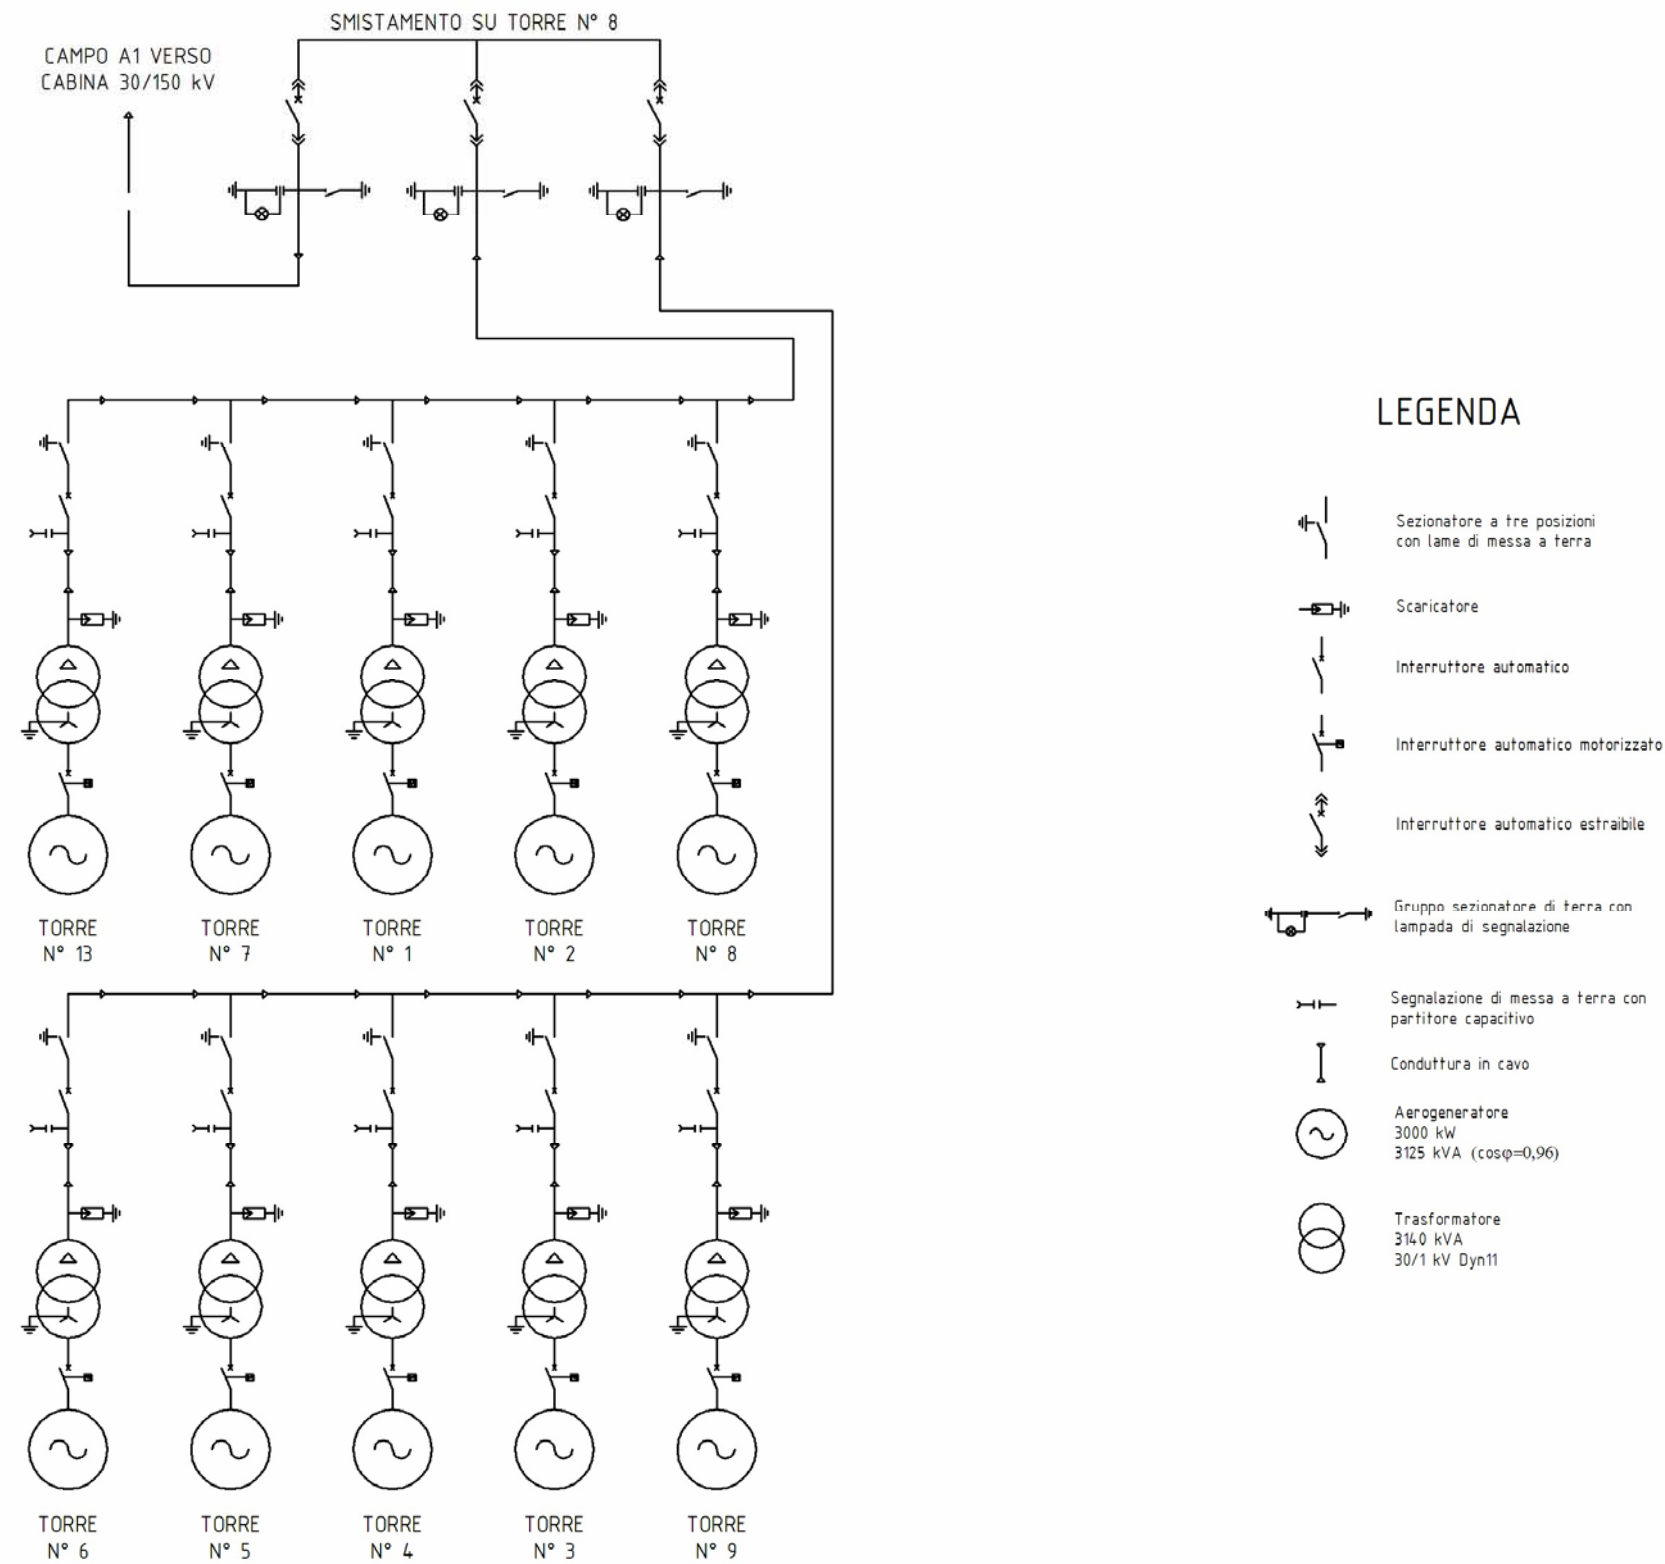 SMISTAMENTO SU TORRE N° 8
CAMPO A1 VERSO
CABINA 30/150 kV
TORRE
N° 13
TORRE
N° 7
TORRE
N° 1
TORRE
N° 2
TORRE
N° 8
TORRE
N° 6
TORRE
N° 5
TORRE
N° 4
TORRE
N° 3
TORRE
N° 9
LEGENDA
Sezionatore a tre posizioni
con lame di messa a terra
Scaricatore
Interruttore automatico
Interruttore automatico motorizzato
Interruttore automatico estraibile
Gruppo sezionatore di terra con
lampada di segnalazione
Segnalazione di messa a terra con
partitore capacitivo
Conduttura in cavo
Aerogeneratore
3000 kW
3125 kVA (cosφ=0,96)
Trasformatore
3140 kVA
30/1 kV Dyn11